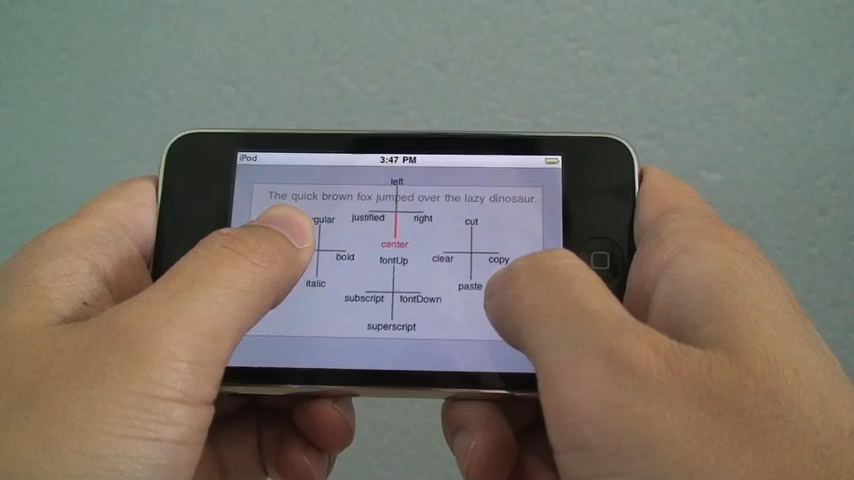 iPod 3:47 PM
left
The quick brown fox jumped over the lazy dinosaur.
justified right
cut
center
bold
fontUp
clear copy
italic
paste
subscript fontDown
superscript